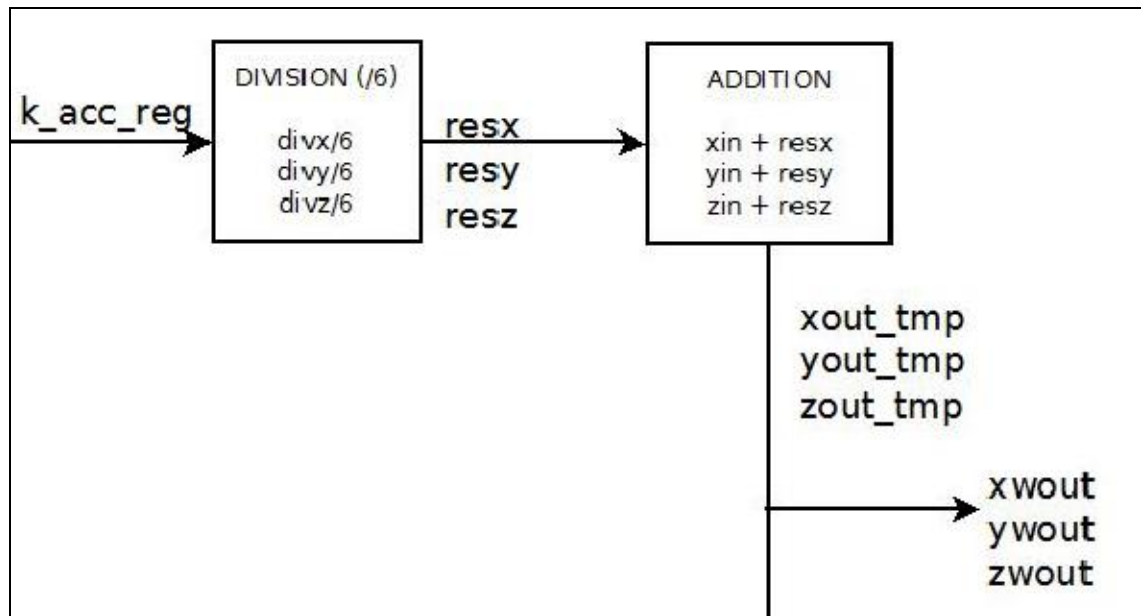 k_acc_reg
DIVISION (/6)
divx/6
divy/6
divz/6
resx
resy
resz
ADDITION
xin + resx
yin + resy
zin + resz
xout_tmp
yout_tmp
zout_tmp
xwout
ywout
zwout